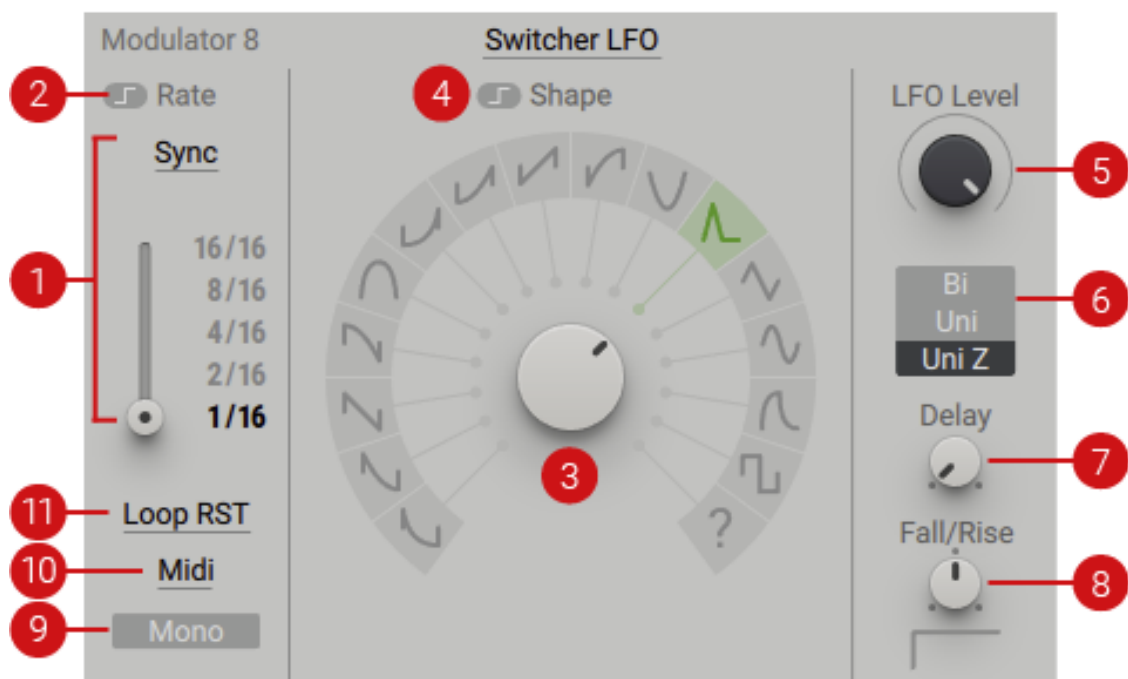 Modulator 8
Switcher LFO
2
Rate
4
Shape
LFO Level
Sync
5
1
16/16
8/16
4/16
2/16
1/16
6
Bi
Uni
Uni Z
3
?
Delay
7
11
Loop RST
10
Midi
9
Mono
Fall/Rise
8